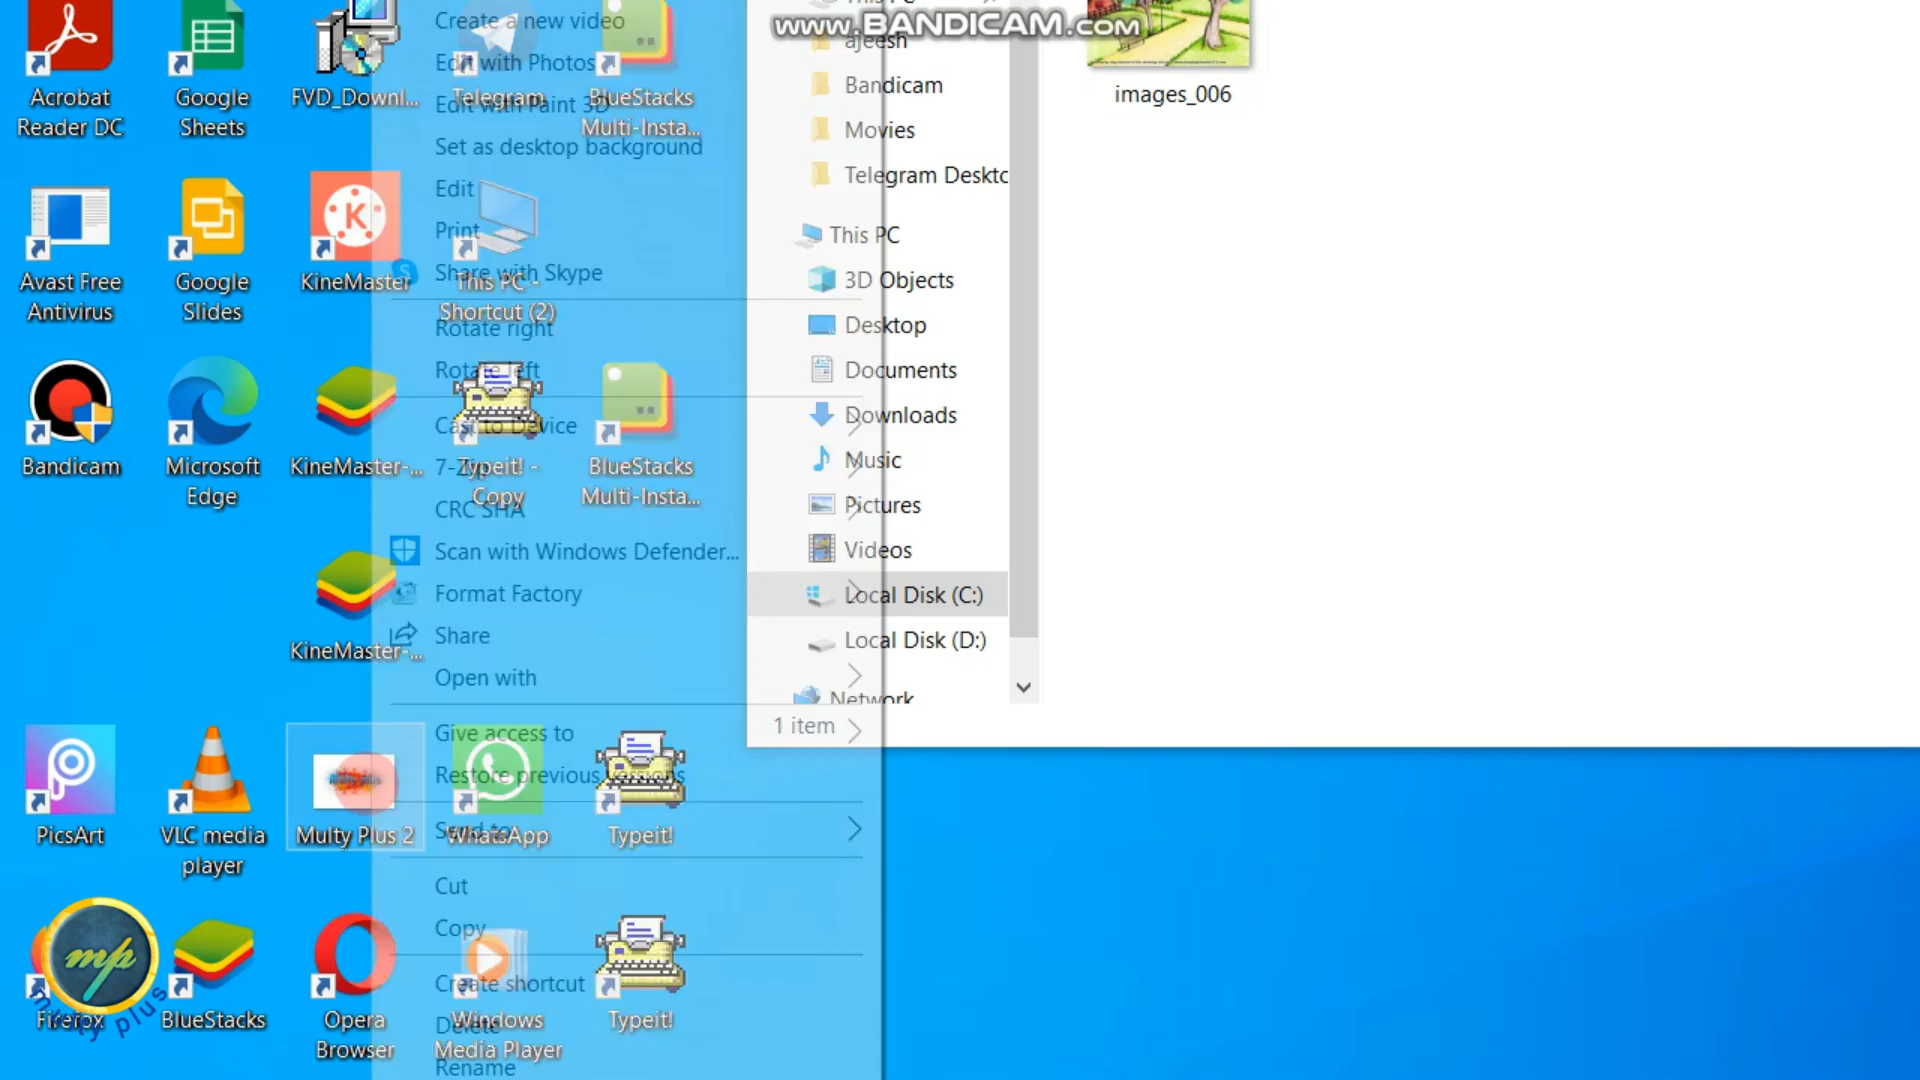 www.BANDICAM.com
Acrobat
Reader DC
Google
Sheets
FVD_Downl...
Telegram
BlueStacks
Multi-Insta...
Avast Free
Antivirus
Google
Slides
KineMaster
This PC -
Shortcut (2)
Bandicam
Microsoft
Edge
KineMaster-...
Typeit! -
Copy
BlueStacks
Multi-Insta...
KineMaster-...
PicsArt
VLC media
player
Multy Plus 2
WhatsApp
Typeit!
Firefox
BlueStacks
Opera
Browser
Windows
Media Player
Typeit!
mp
multy plus
Create a new video
Edit with Photos
Edit with Paint 3D
Set as desktop background
Edit
Print
Share with Skype
Rotate right
Rotate left
Cast to Device
7-Zip
CRC SHA
Scan with Windows Defender...
Format Factory
Share
Open with
Give access to
Restore previous versions
Send to
Cut
Copy
Create shortcut
Delete
Rename
This PC
ajeesh
Bandicam
Movies
Telegram Deskto
This PC
3D Objects
Desktop
Documents
Downloads
Music
Pictures
Videos
Local Disk (C:)
Local Disk (D:)
Network
1 item
images_006